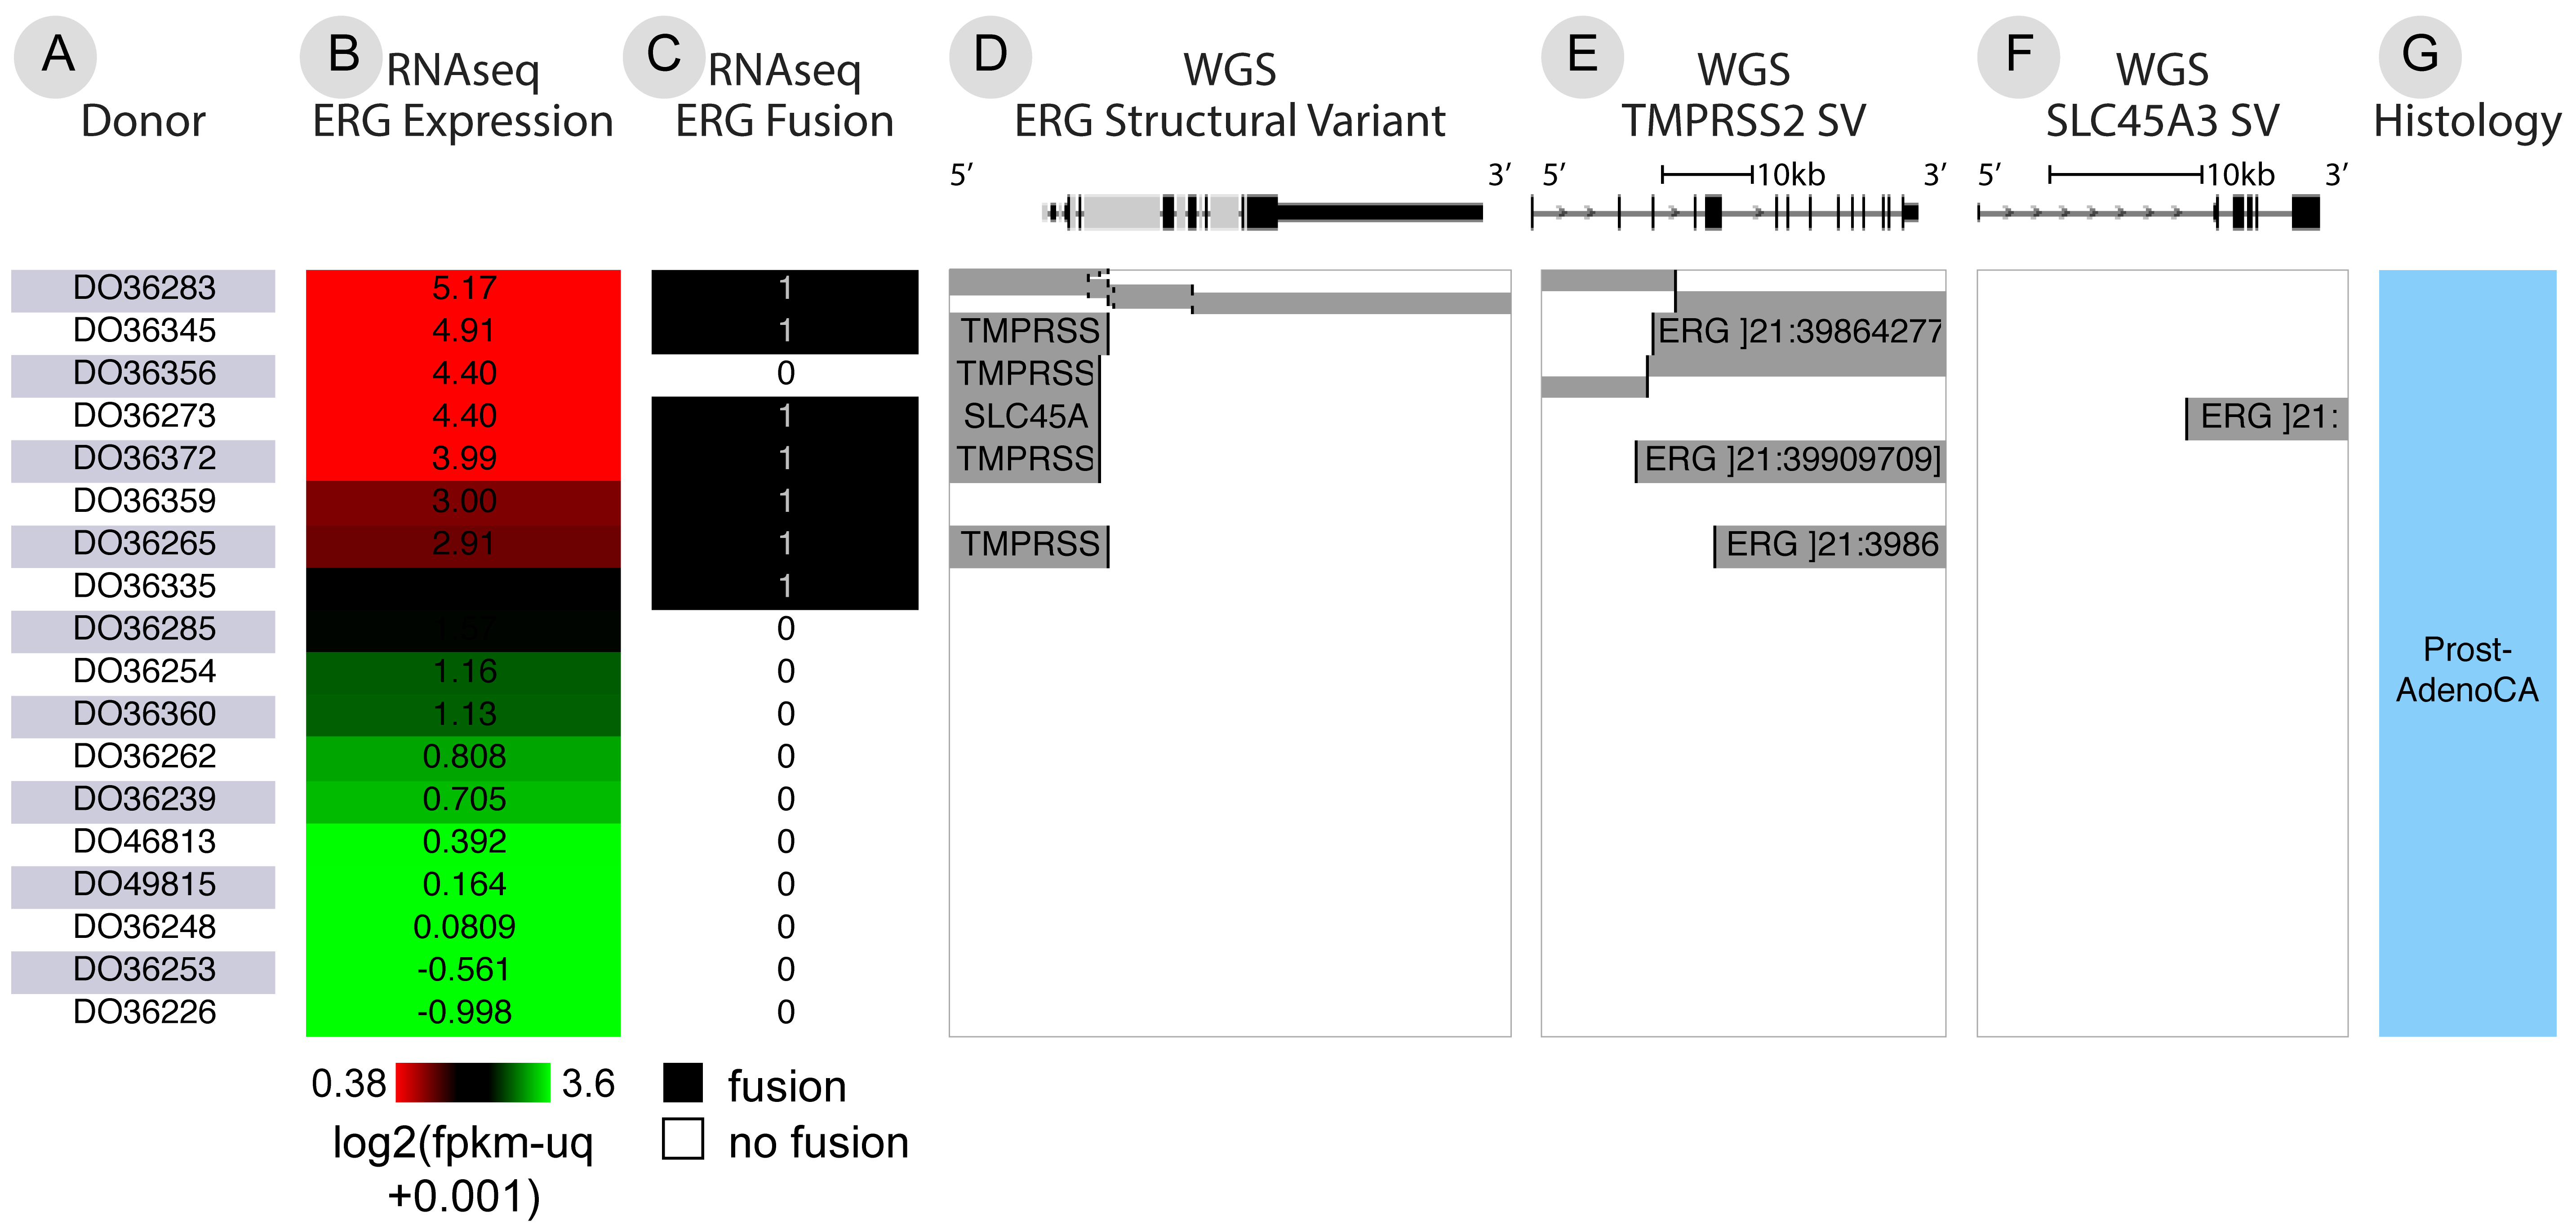 A
B
C
D
E
F
G
Donor
RNAseq
ERG Expression
RNAseq
ERG Fusion
WGS
ERG Structural Variant
WGS
TMPRSS2 SV
WGS
SLC45A3 SV
Histology
5’ 3’
5’ 10kb 3’
5’ 10kb 3’
DO36283 5.17 1
DO36345 4.91 1 TMPRSS ERG ]21:39864277
DO36356 4.40 0 TMPRSS
DO36273 4.40 1 SLC45A ERG ]21:
DO36372 3.99 1 TMPRSS ERG ]21:39909709]
DO36359 3.00 1
DO36265 2.91 1 TMPRSS ERG ]21:3986
DO36335 1
DO36285 1.57 0
DO36254 1.16 0
DO36360 1.13 0
DO36262 0.808 0
DO36239 0.705 0
DO46813 0.392 0
DO49815 0.164 0
DO36248 0.0809 0
DO36253 -0.561 0
DO36226 -0.998 0
Prost-
AdenoCA
0.38 3.6
log2(fpkm-uq
+0.001)
fusion
no fusion